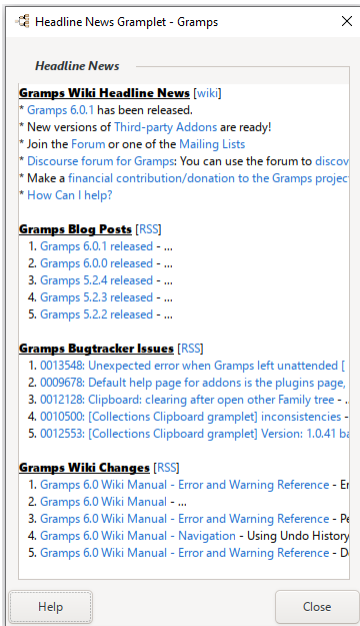 Headline News Gramplet - Gramps
Headline News
Gramps Wiki Headline News [wiki]
* Gramps 6.0.1 has been released.
* New versions of Third-party Addons are ready!
* Join the Forum or one of the Mailing Lists
* Discourse forum for Gramps: You can use the forum to discov
* Make a financial contribution/donation to the Gramps projec
* How Can I help?
Gramps Blog Posts [RSS]
1. Gramps 6.0.1 released - ...
2. Gramps 6.0.0 released - ...
3. Gramps 5.2.4 released - ...
4. Gramps 5.2.3 released - ...
5. Gramps 5.2.2 released - ...
Gramps Bugtracker Issues [RSS]
1. 0013548: Unexpected error when Gramps left unattended [
2. 0009678: Default help page for addons is the plugins page,
3. 0012128: Clipboard: clearing after open other Family tree - .
4. 0010500: [Collections Clipboard gramplet] inconsistencies -
5. 0012553: [Collections Clipboard gramplet] Version: 1.0.41 ba
Gramps Wiki Changes [RSS]
1. Gramps 6.0 Wiki Manual - Error and Warning Reference - Er
2. Gramps 6.0 Wiki Manual - ...
3. Gramps 6.0 Wiki Manual - Error and Warning Reference - Pe
4. Gramps 6.0 Wiki Manual - Navigation - Using Undo History
5. Gramps 6.0 Wiki Manual - Error and Warning Reference - D
Help
Close